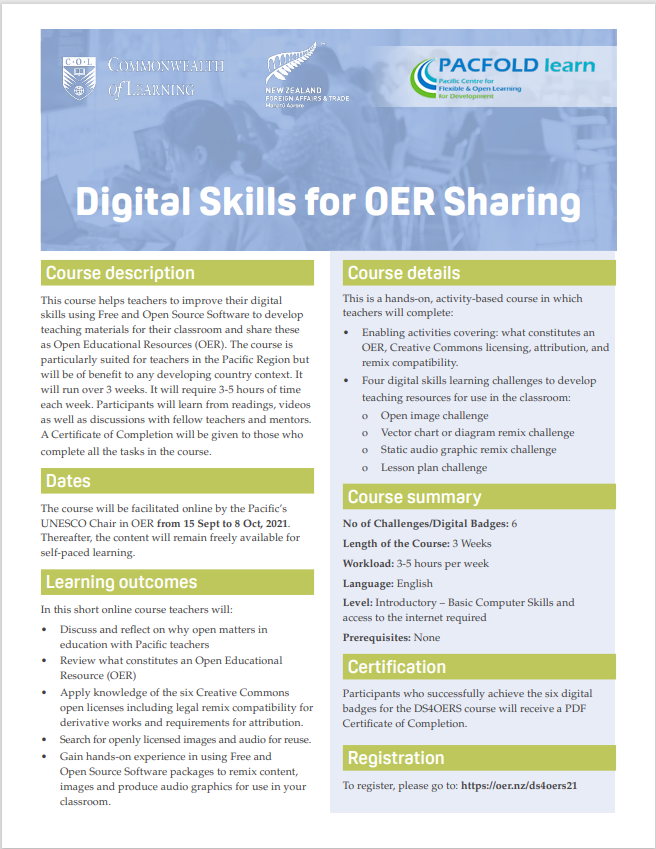 C·O·L
COMMONWEALTH
of LEARNING
NEW ZEALAND
FOREIGN AFFAIRS & TRADE
Manatū Aorere
PACFOLD learn
Pacific Centre for
Flexible & Open Learning
for Development
Digital Skills for OER Sharing
Course description
This course helps teachers to improve their digital
skills using Free and Open Source Software to develop
teaching materials for their classroom and share these
as Open Educational Resources (OER). The course is
particularly suited for teachers in the Pacific Region but
will be of benefit to any developing country context. It
will run over 3 weeks. It will require 3-5 hours of time
each week. Participants will learn from readings, videos
as well as discussions with fellow teachers and mentors.
A Certificate of Completion will be given to those who
complete all the tasks in the course.
Dates
The course will be facilitated online by the Pacific's
UNESCO Chair in OER from 15 Sept to 8 Oct, 2021.
Thereafter, the content will remain freely available for
self-paced learning.
Learning outcomes
In this short online course teachers will:
• Discuss and reflect on why open matters in
education with Pacific teachers
• Review what constitutes an Open Educational
Resource (OER)
• Apply knowledge of the six Creative Commons
open licenses including legal remix compatibility for
derivative works and requirements for attribution.
• Search for openly licensed images and audio for reuse.
• Gain hands-on experience in using Free and
Open Source Software packages to remix content,
images and produce audio graphics for use in your
classroom.
Course details
This is a hands-on, activity-based course in which
teachers will complete:
• Enabling activities covering: what constitutes an
OER, Creative Commons licensing, attribution, and
remix compatibility.
• Four digital skills learning challenges to develop
teaching resources for use in the classroom:
o Open image challenge
o Vector chart or diagram remix challenge
o Static audio graphic remix challenge
o Lesson plan challenge
Course summary
No of Challenges/Digital Badges: 6
Length of the Course: 3 Weeks
Workload: 3-5 hours per week
Language: English
Level: Introductory – Basic Computer Skills and
access to the internet required
Prerequisites: None
Certification
Participants who successfully achieve the six digital
badges for the DS4OERS course will receive a PDF
Certificate of Completion.
Registration
To register, please go to: https://oer.nz/ds4oers21